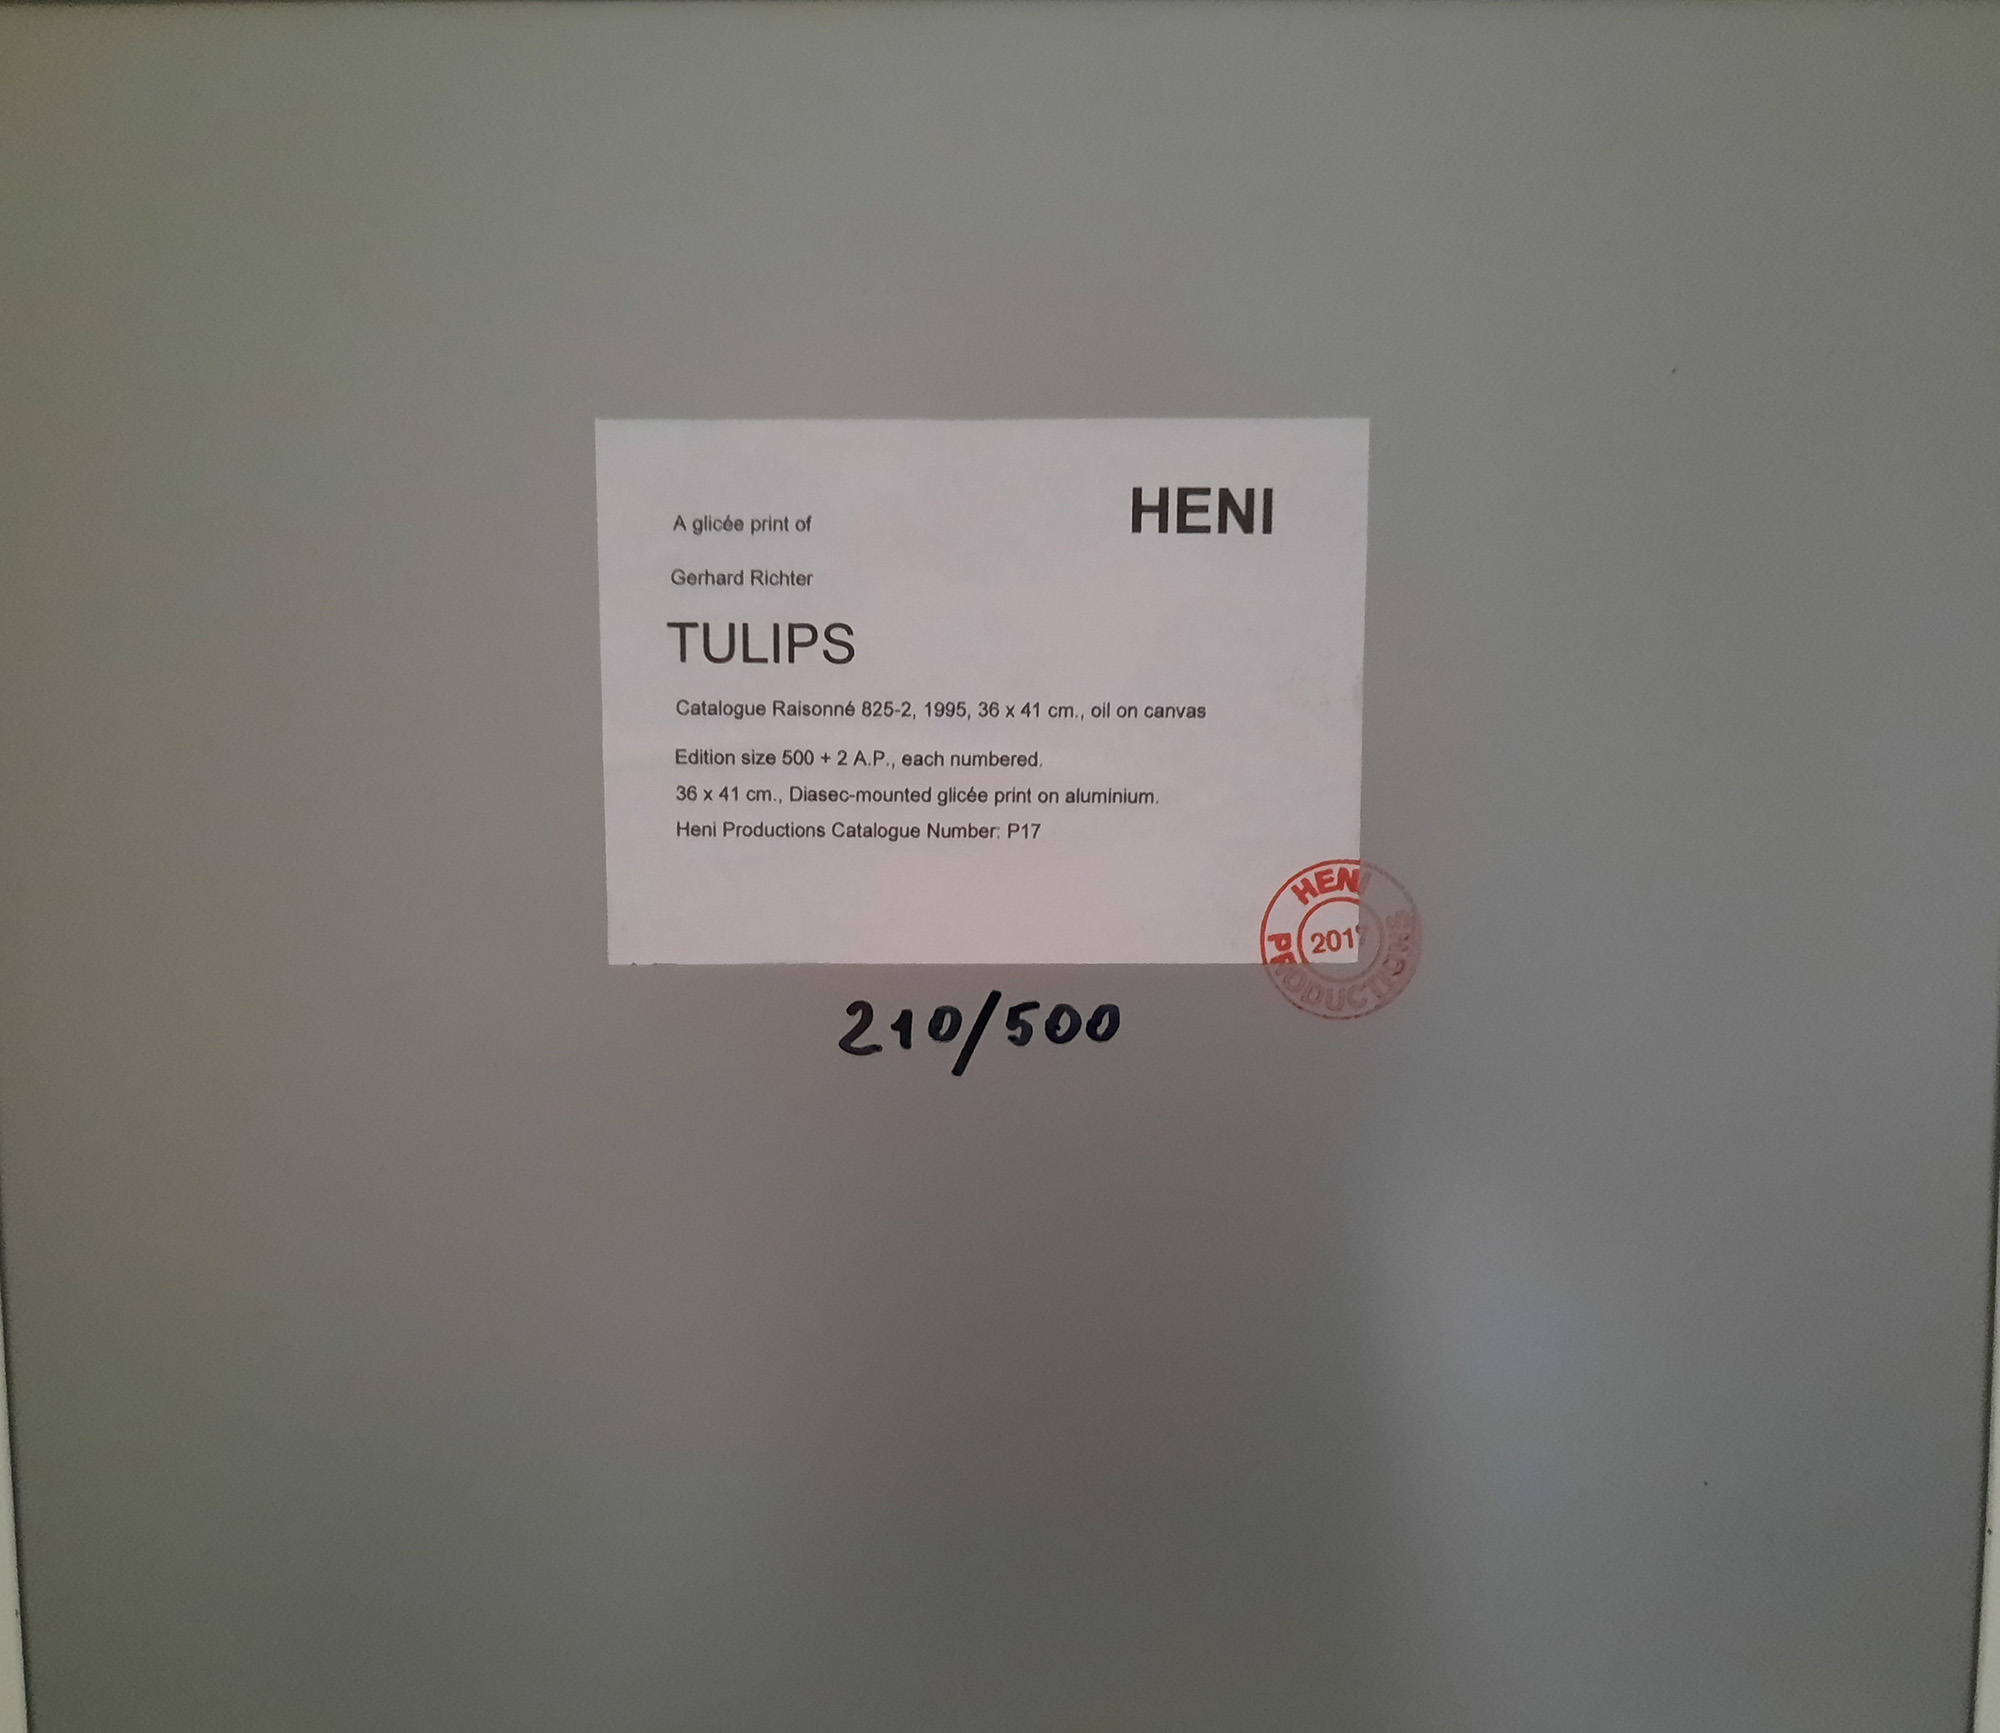 HENI
A glicée print of
Gerhard Richter
TULIPS
Catalogue Raisonné 825-2, 1995, 36 x 41 cm., oil on canvas
Edition size 500 + 2 A.P., each numbered.
36 x 41 cm., Diasec-mounted glicée print on aluminium.
Heni Productions Catalogue Number: P17
HENI PRODUCTIONS
210/500